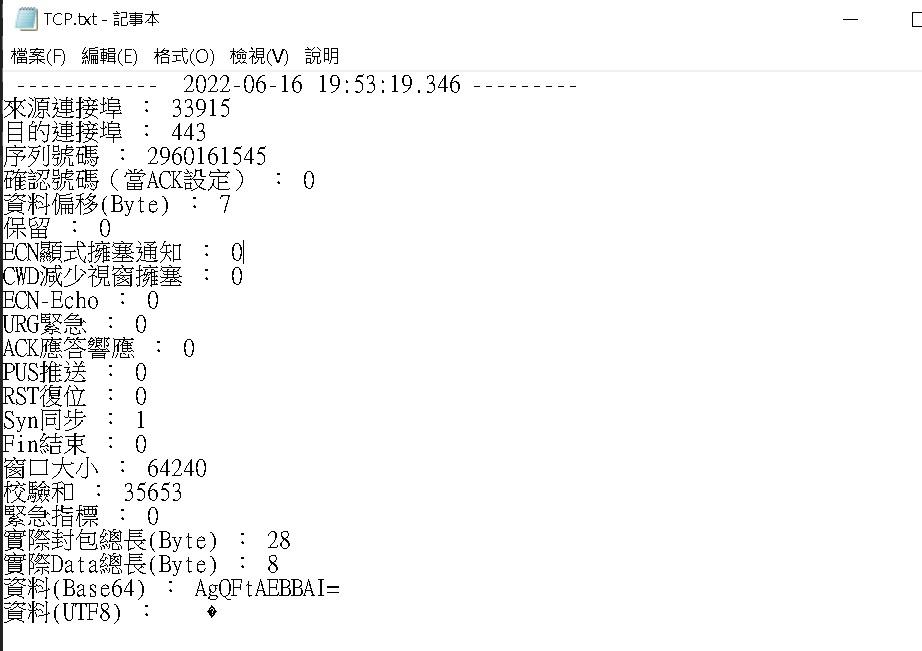 TCP.txt - 記事本
檔案(F) 編輯(E) 格式(O) 檢視(V) 說明
------------ 2022-06-16 19:53:19.346 ---------
來源連接埠 : 33915
目的連接埠 : 443
序列號碼 : 2960161545
確認號碼(當ACK設定) : 0
資料偏移(Byte) : 7
保留 : 0
ECN顯式擁塞通知 : 0
CWD減少視窗擁塞 : 0
ECN-Echo : 0
URG緊急 : 0
ACK應答響應 : 0
PUS推送 : 0
RST復位 : 0
Syn同步 : 1
Fin結束 : 0
窗口大小 : 64240
校驗和 : 35653
緊急指標 : 0
實際封包總長(Byte) : 28
實際Data總長(Byte) : 8
資料(Base64) : AgQFtAEBBAI=
資料(UTF8) : �